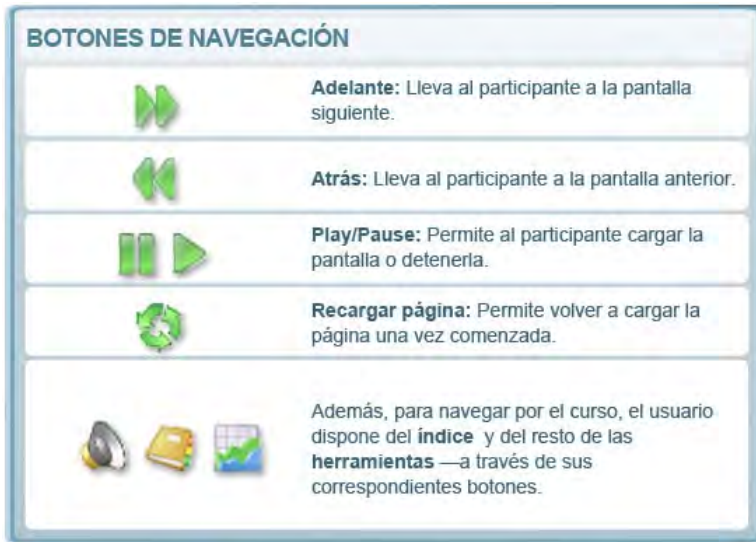 BOTONES DE NAVEGACIÓN
Adelante: Lleva al participante a la pantalla
siguiente.
Atrás: Lleva al participante a la pantalla anterior.
Play/Pause: Permite al participante cargar la
pantalla o detenerla.
Recargar página: Permite volver a cargar la
página una vez comenzada.
Además, para navegar por el curso, el usuario
dispone del índice y del resto de las
herramientas —a través de sus
correspondientes botones.